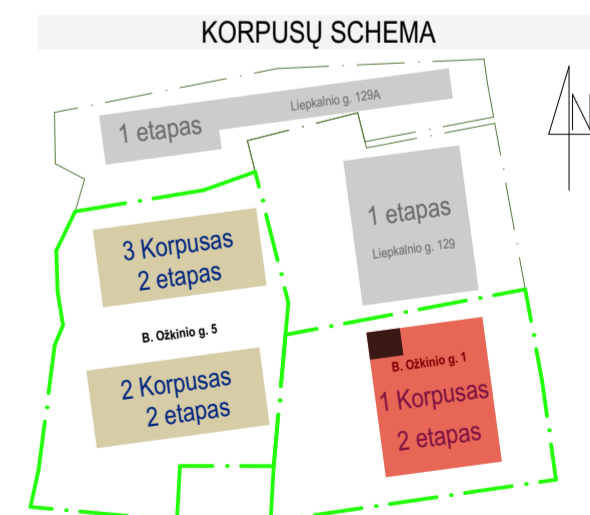 KORPUSŲ SCHEMA
Liepkalnio g. 129A
1 etapas
N
1 etapas
Liepkalnio g. 129
3 Korpusas
2 etapas
B. Ožkinio g. 5
2 Korpusas
2 etapas
B. Ožkinio g. 1
1 Korpusas
2 etapas